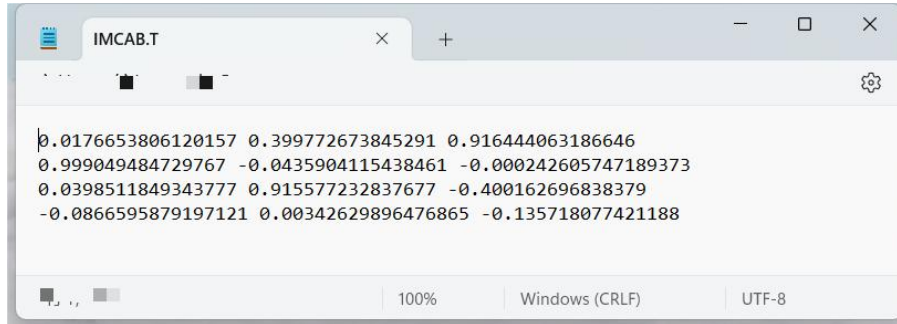 IMCAB.T
0.0176653806120157 0.399772673845291 0.916444063186646
0.999049484729767 -0.0435904115438461 -0.000242605747189373
0.0398511849343777 0.915577232837677 -0.400162696838379
-0.0866595879197121 0.00342629896476865 -0.135718077421188
100%
Windows (CRLF)
UTF-8